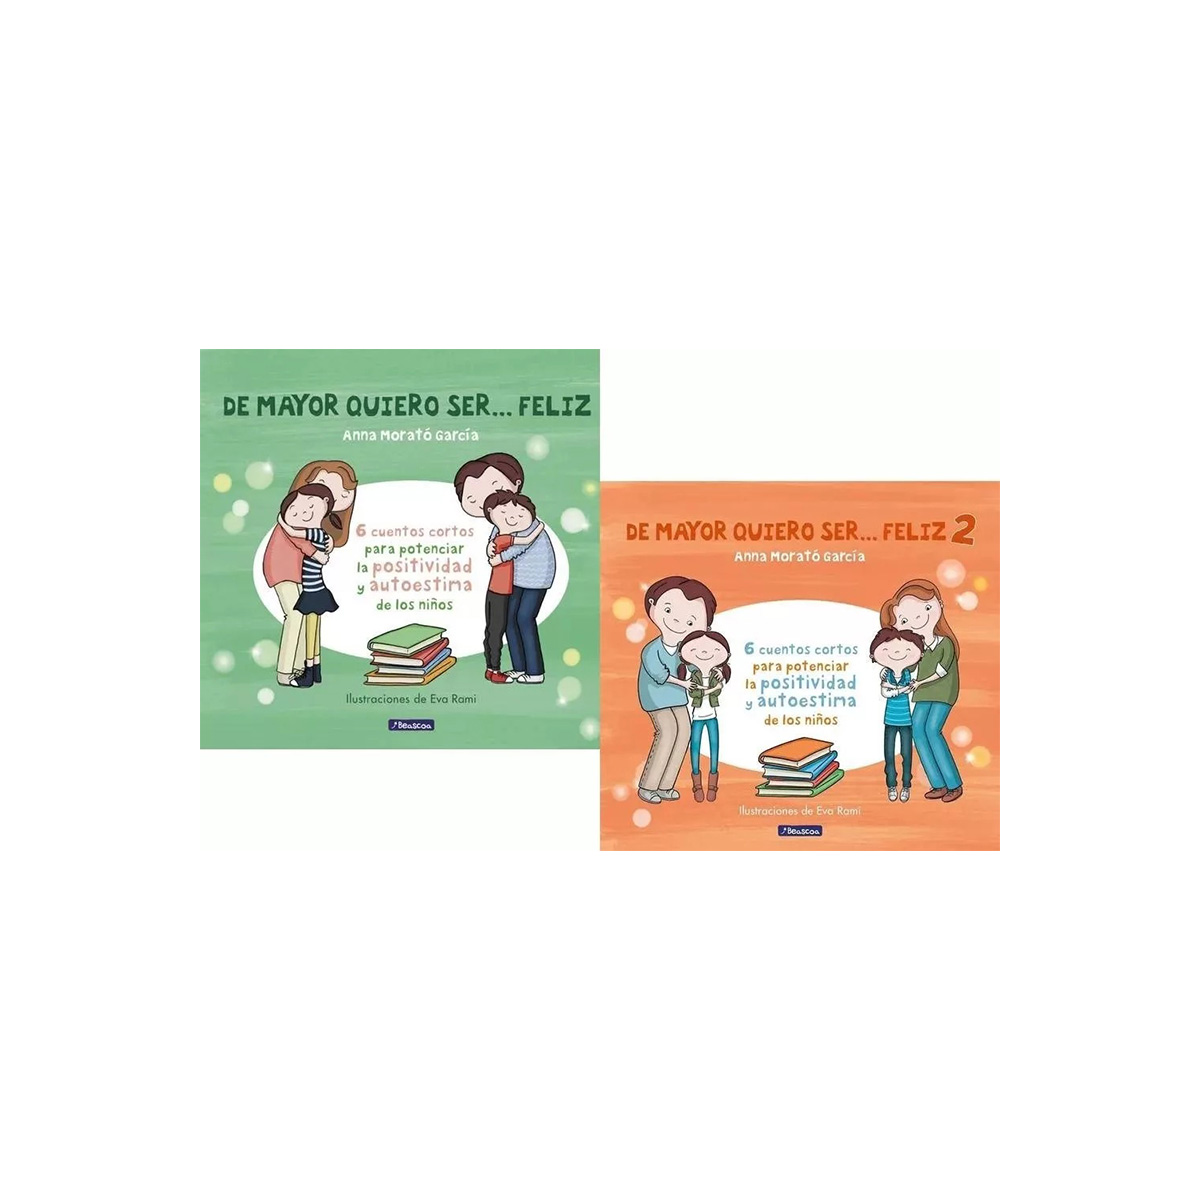 DE MAYOR QUIERO SER... FELIZ
Anna Morató García
6 cuentos cortos
para potenciar
la positividad
y autoestima
de los niños
Ilustraciones de Eva Rami
Beascoa
DE MAYOR QUIERO SER... FELIZ 2
Anna Morató García
6 cuentos cortos
para potenciar
la positividad
y autoestima
de los niños
Ilustraciones de Eva Rami
Beascoa